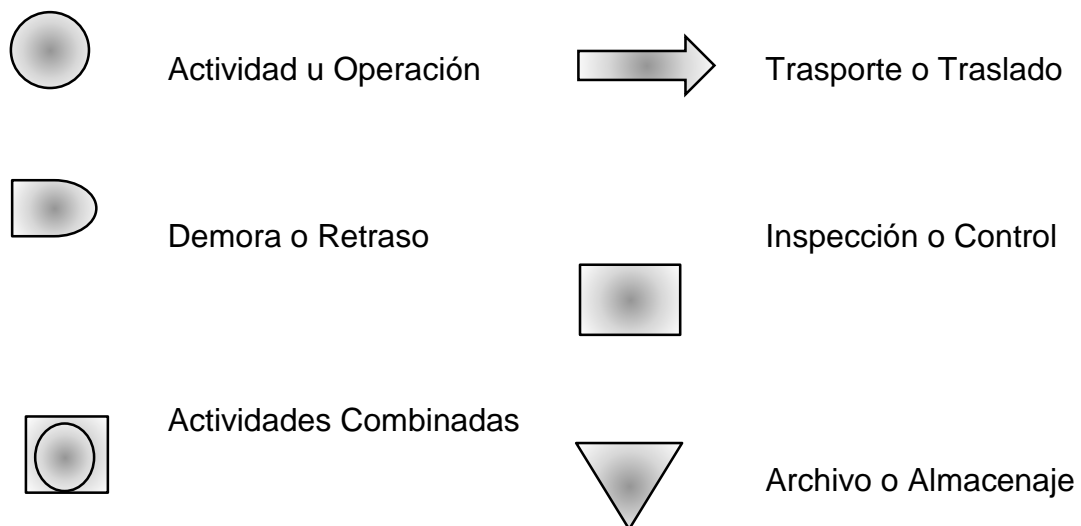 Actividad u Operación
Trasporte o Traslado
Demora o Retraso
Inspección o Control
Actividades Combinadas
Archivo o Almacenaje